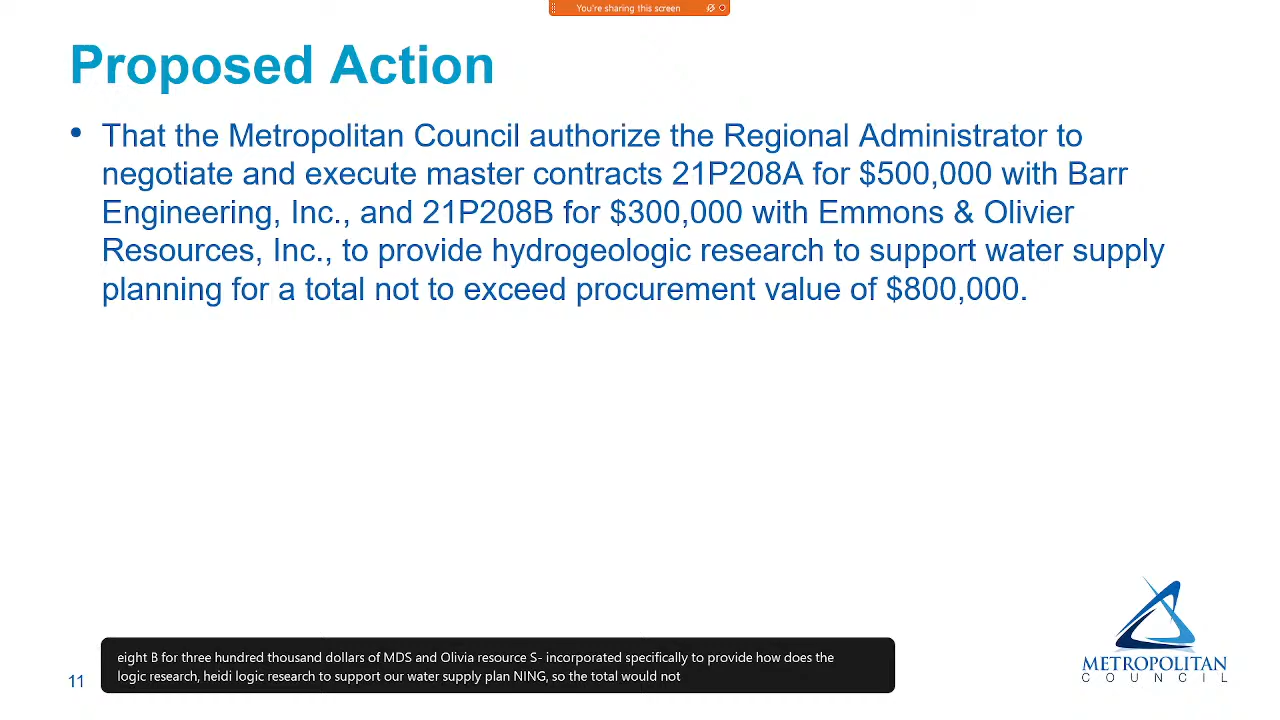 You're sharing this screen
Proposed Action
• That the Metropolitan Council authorize the Regional Administrator to
negotiate and execute master contracts 21P208A for $500,000 with Barr
Engineering, Inc., and 21P208B for $300,000 with Emmons & Olivier
Resources, Inc., to provide hydrogeologic research to support water supply
planning for a total not to exceed procurement value of $800,000.
eight B for three hundred thousand dollars of MDS and Olivia resource S- incorporated specifically to provide how does the
logic research, heidi logic research to support our water supply plan NING, so the total would not
11
METROPOLITAN
COUNCIL